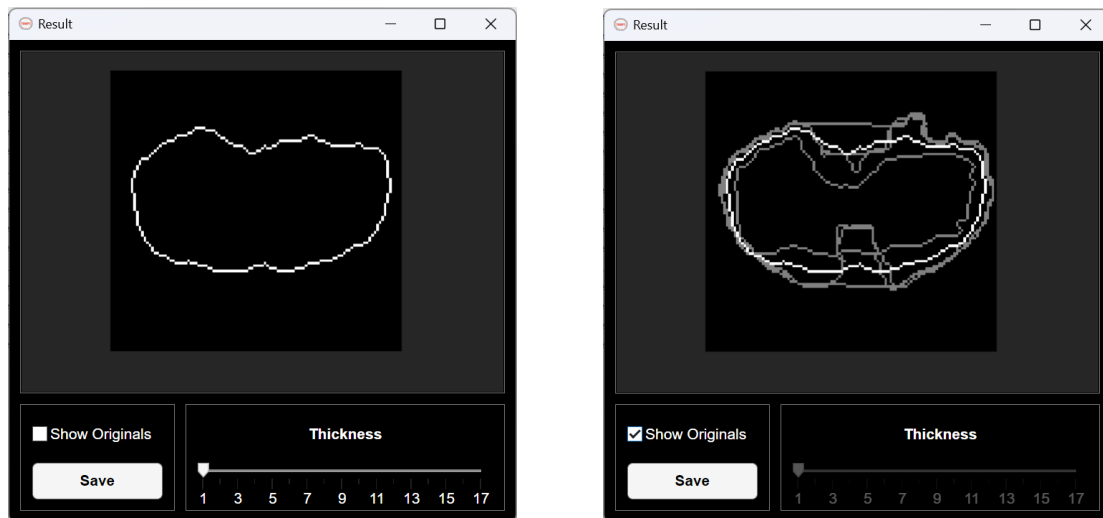 Result
Show Originals
Save
Thickness
1 3 5 7 9 11 13 15 17
Result
Show Originals
Save
Thickness
1 3 5 7 9 11 13 15 17